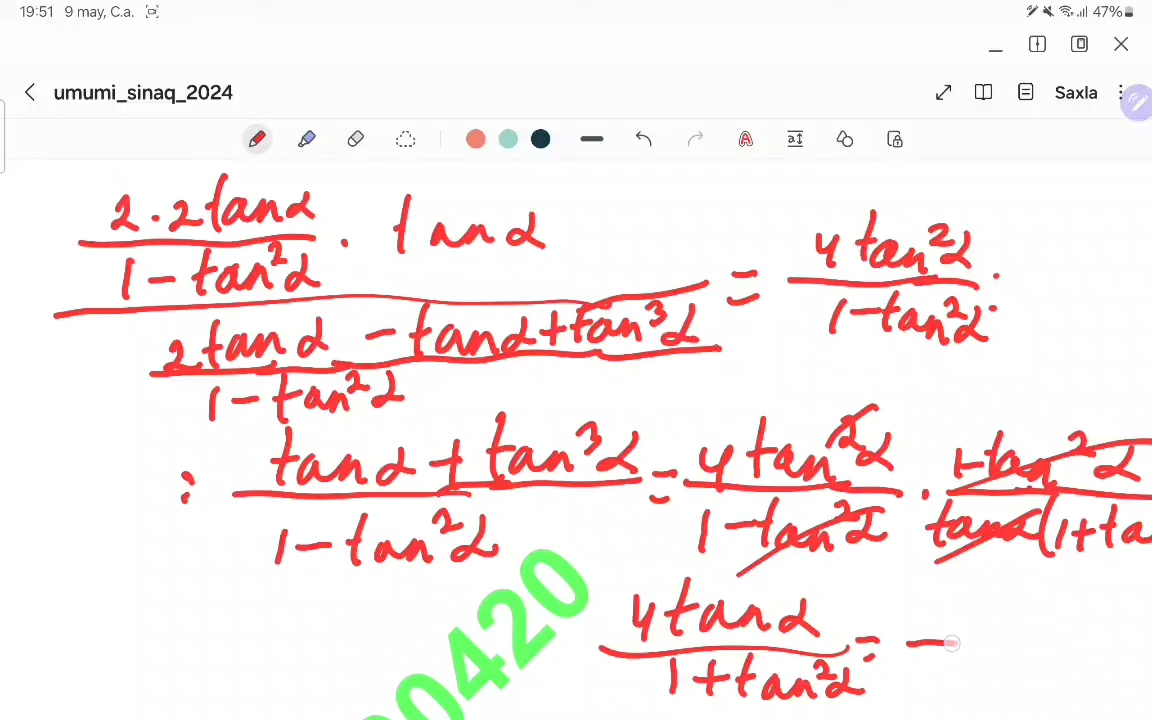 19:51 9 may, C.a. 47%
umumi_sinaq_2024 Saxla
2 · 2tanα / 1 - tan²α · tanα / 2tanα - tanα + tan³α / 1 - tan²α = 4tan²α / 1 - tan²α :
: tanα + tan³α / 1 - tan²α = 4tan²α / 1 - tan²α · 1 - tan²α / tanα(1 + ta
4tanα / 1 + tan²α = —
00420